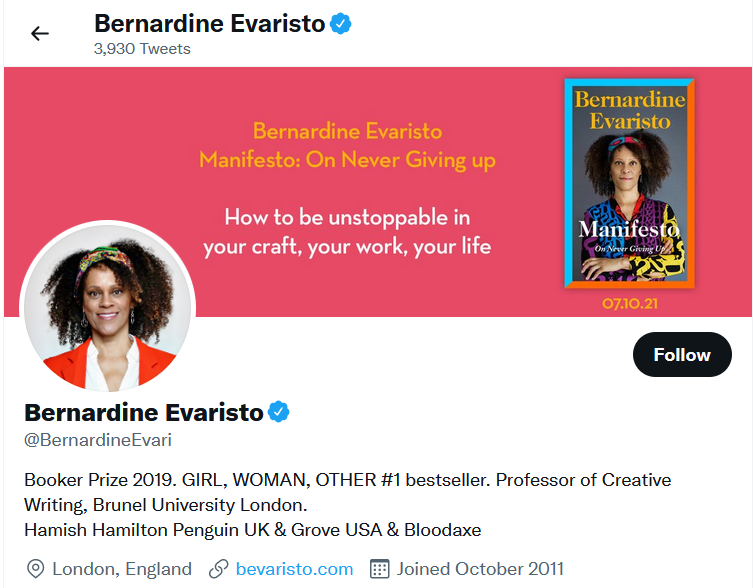 Bernardine Evaristo
3,930 Tweets
Bernardine Evaristo
Manifesto: On Never Giving up
How to be unstoppable in
your craft, your work, your life
Bernardine
Evaristo
Manifesto
On Never Giving Up
07.10.21
Follow
Bernardine Evaristo
@BernardineEvari
Booker Prize 2019. GIRL, WOMAN, OTHER #1 bestseller. Professor of Creative
Writing, Brunel University London.
Hamish Hamilton Penguin UK & Grove USA & Bloodaxe
London, England bevaristo.com Joined October 2011